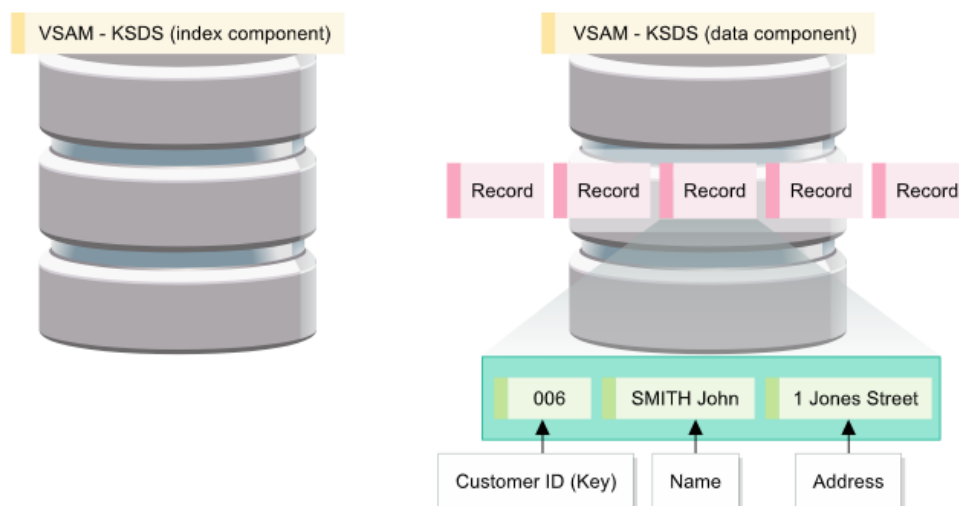 VSAM - KSDS (index component)
VSAM - KSDS (data component)
Record
Record
Record
Record
Record
006
SMITH John
1 Jones Street
Customer ID (Key)
Name
Address